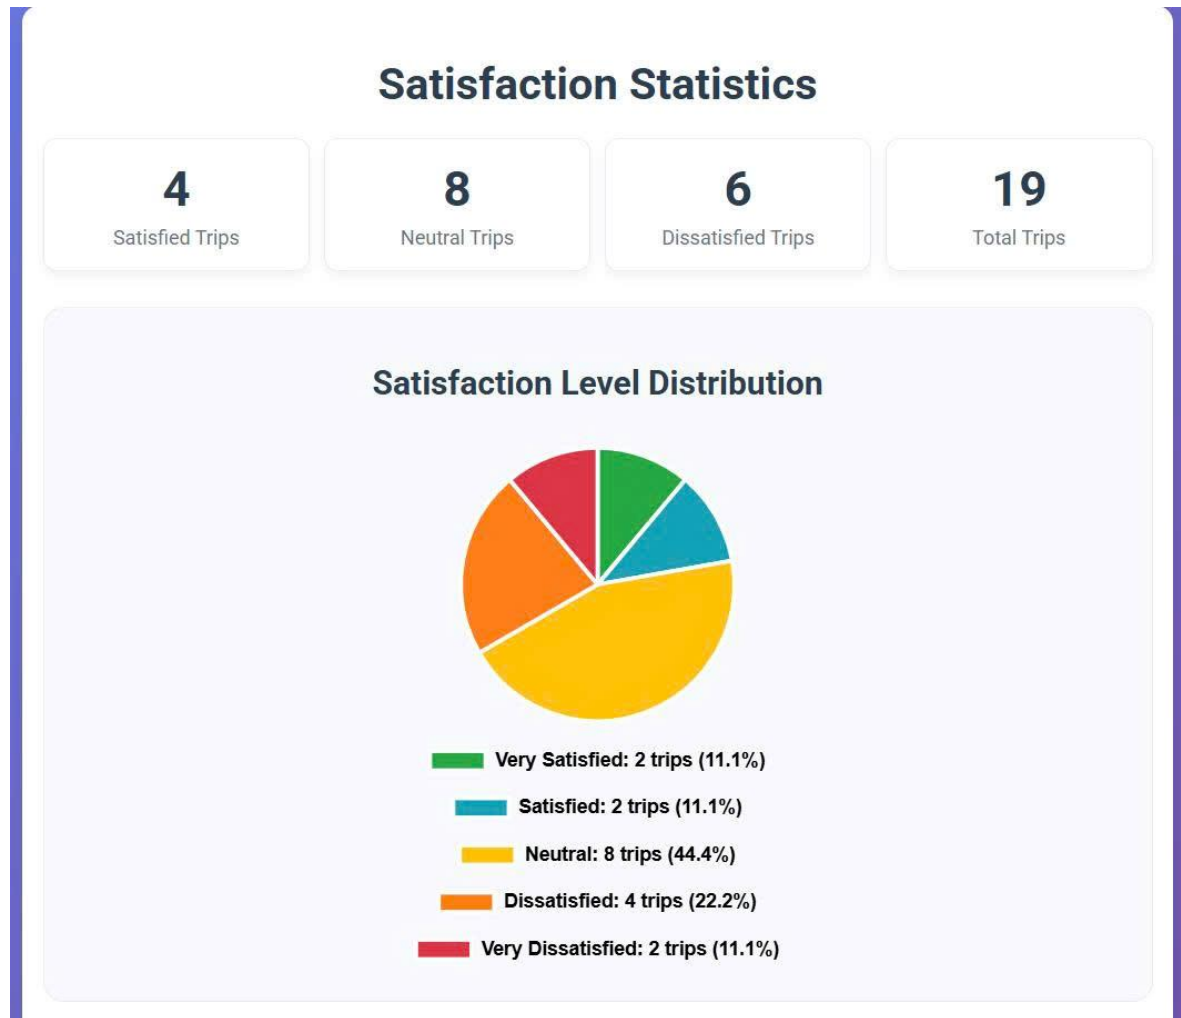 Satisfaction Statistics
4
Satisfied Trips
8
Neutral Trips
6
Dissatisfied Trips
19
Total Trips
Satisfaction Level Distribution
Very Satisfied: 2 trips (11.1%)
Satisfied: 2 trips (11.1%)
Neutral: 8 trips (44.4%)
Dissatisfied: 4 trips (22.2%)
Very Dissatisfied: 2 trips (11.1%)